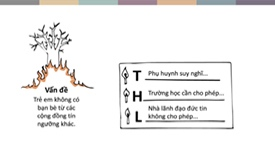 Vấn đề
Trẻ em không có
bạn bè từ các
cộng đồng tín
ngưỡng khác.
T Phụ huynh suy nghĩ...
H Trường học cần cho phép...
L Nhà lãnh đạo đức tin
không cho phép...